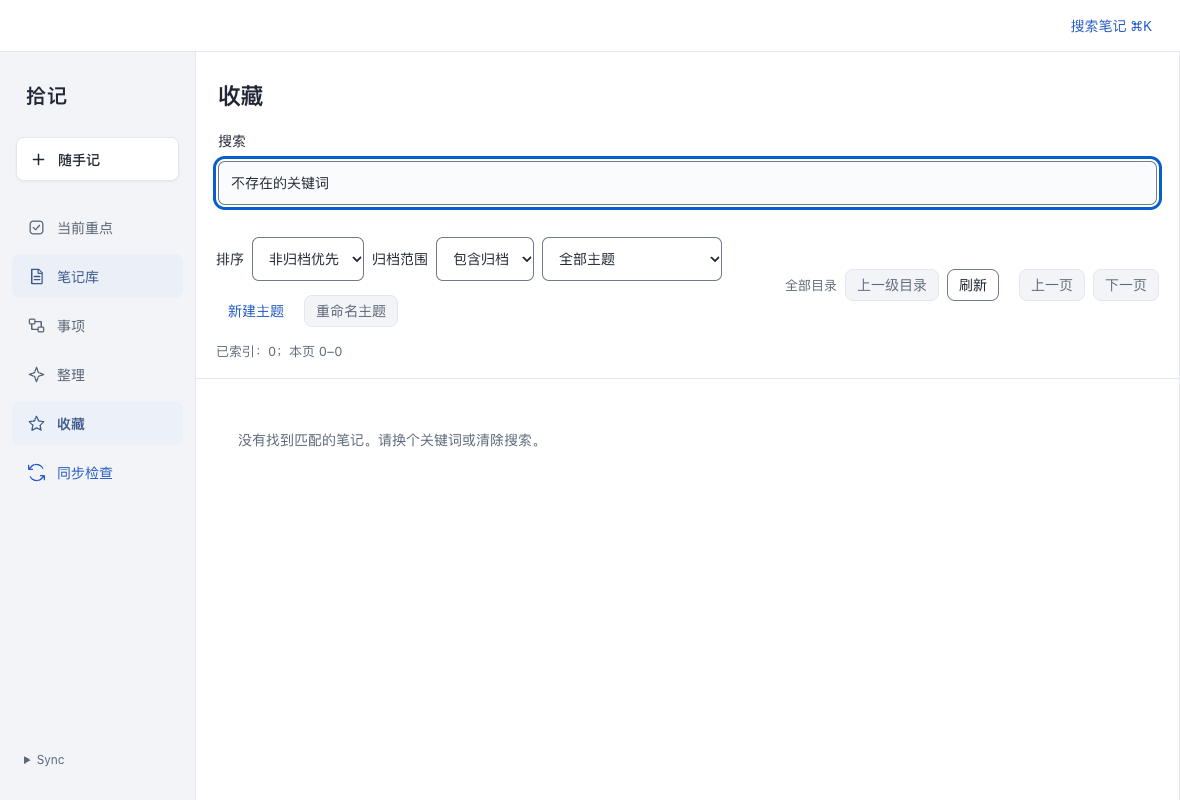 搜索笔记 ⌘K
拾记
随手记
当前重点
笔记库
事项
整理
收藏
同步检查
Sync
收藏
搜索
不存在的关键词
排序 非归档优先 归档范围 包含归档 全部主题
新建主题 重命名主题
全部目录 上一级目录 刷新 上一页 下一页
已索引：0；本页 0–0
没有找到匹配的笔记。请换个关键词或清除搜索。